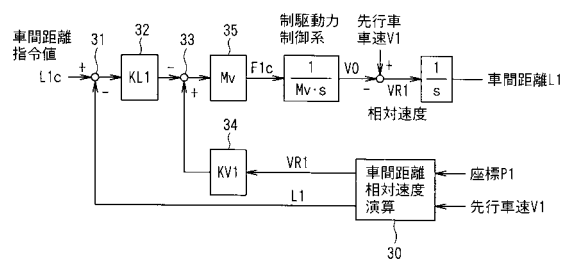 車間距離
指令値
L1c
+
-
31
32
KL1
-
+
33
35
Mv
F1c
制駆動力
制御系
1
Mv・s
V0
先行車
車速V1
+
-
VR1
相対速度
1
s
車間距離L1
34
KV1
VR1
L1
車間距離
相対速度
演算
30
座標P1
先行車速V1